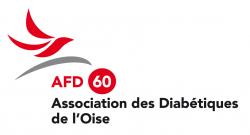 AFD 60
Association des Diabétiques
de l'Oise